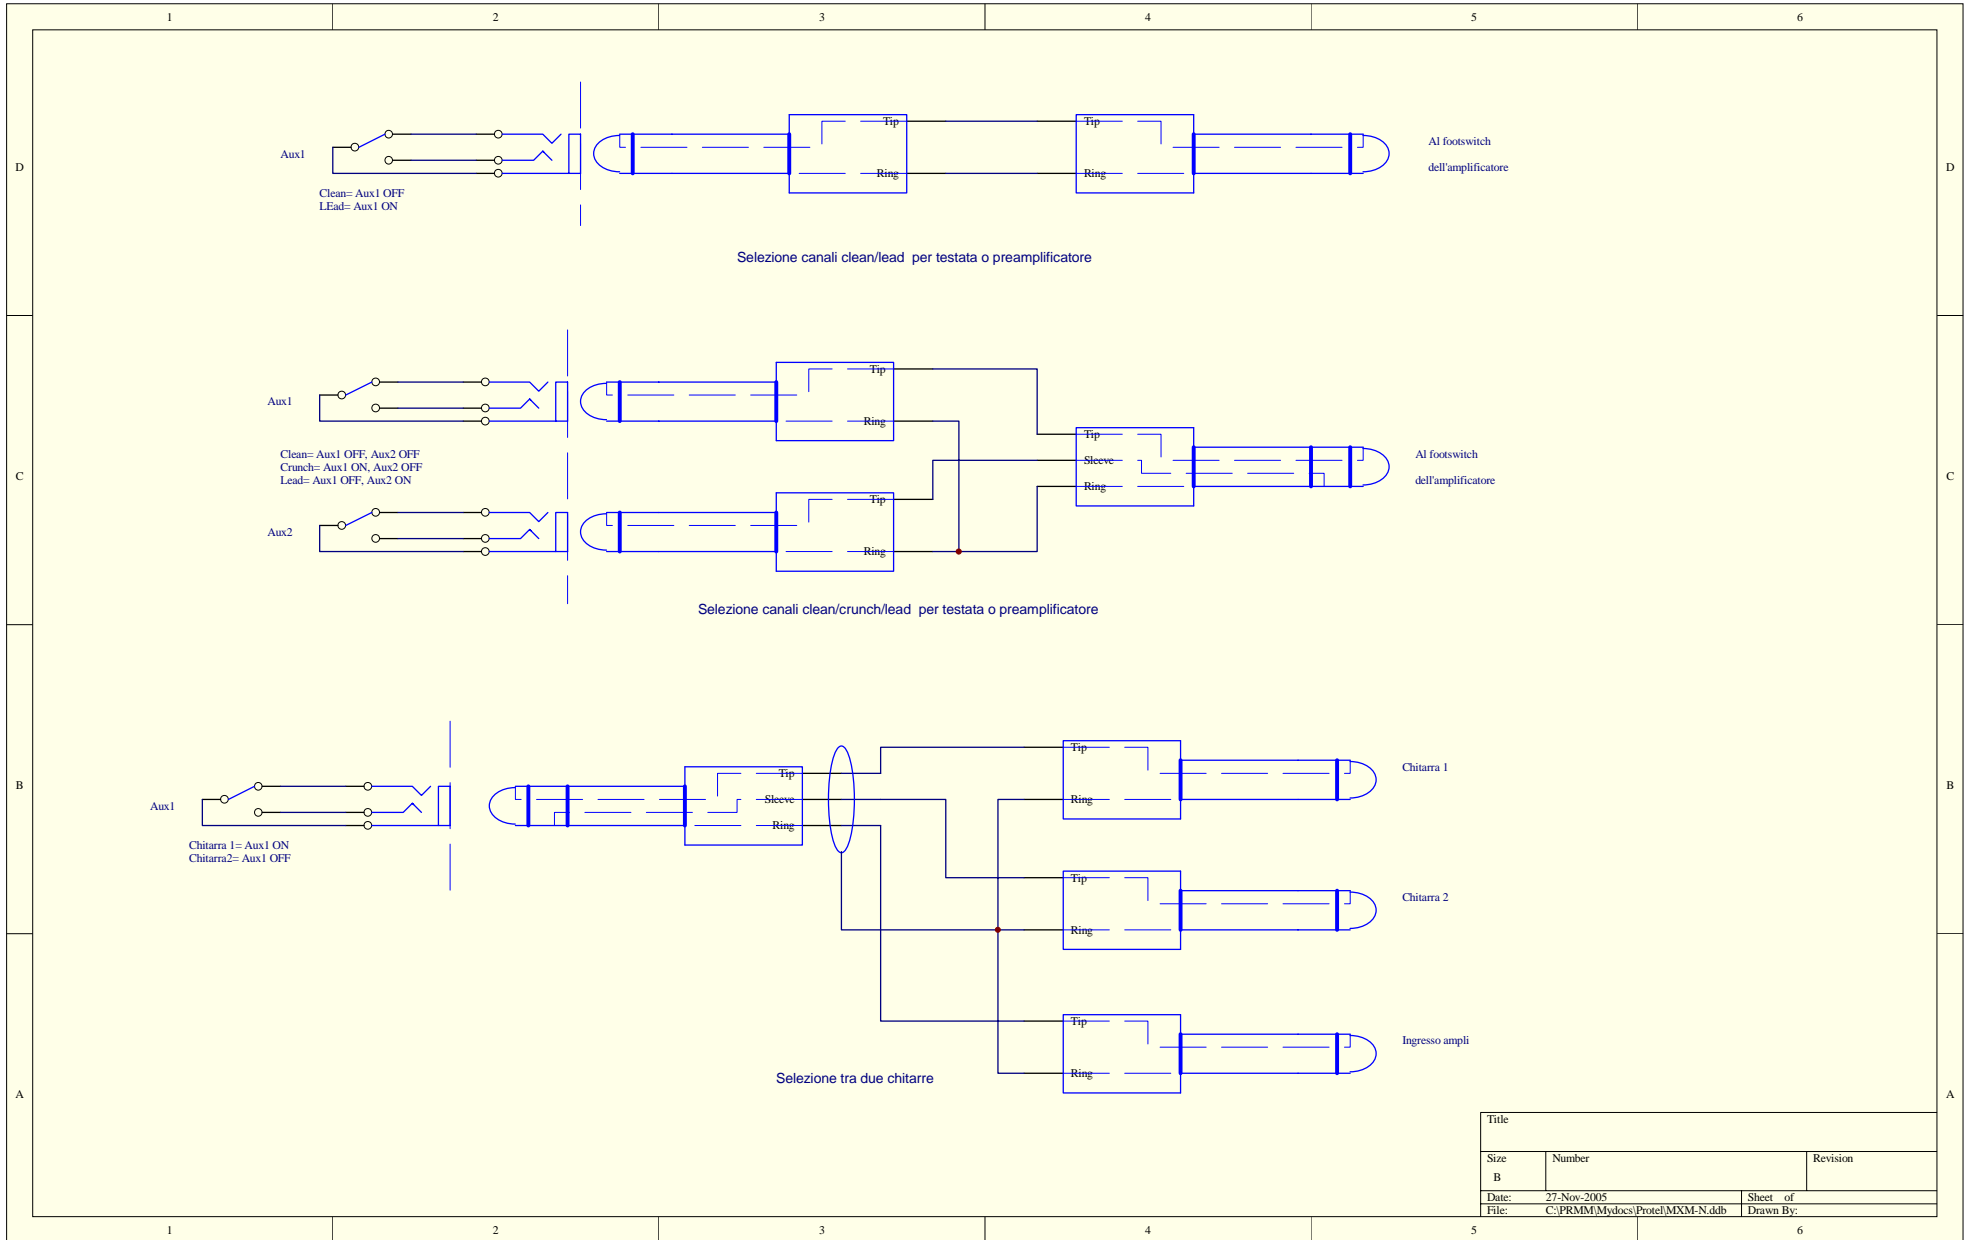 1 2 3 4 5 6
D D
Aux1
Clean= Aux1 OFF
LEad= Aux1 ON
Tip
Ring
Tip
Ring
Al footswitch
dell'amplificatore
Selezione canali clean/lead per testata o preamplificatore
C C
Aux1
Clean= Aux1 OFF, Aux2 OFF
Crunch= Aux1 ON, Aux2 OFF
Lead= Aux1 OFF, Aux2 ON
Aux2
Tip
Ring
Tip
Ring
Tip
Sleeve
Ring
Al footswitch
dell'amplificatore
Selezione canali clean/crunch/lead per testata o preamplificatore
B B
Aux1
Chitarra 1= Aux1 ON
Chitarra2= Aux1 OFF
Tip
Sleeve
Ring
Tip
Ring
Chitarra 1
Tip
Ring
Chitarra 2
Tip
Ring
Ingresso ampli
Selezione tra due chitarre
A A
Title
Size Number Revision
B
Date: 27-Nov-2005 Sheet of
File: C:\PRMM\Mydocs\Protel\MXM-N.ddb Drawn By:
1 2 3 4 5 6